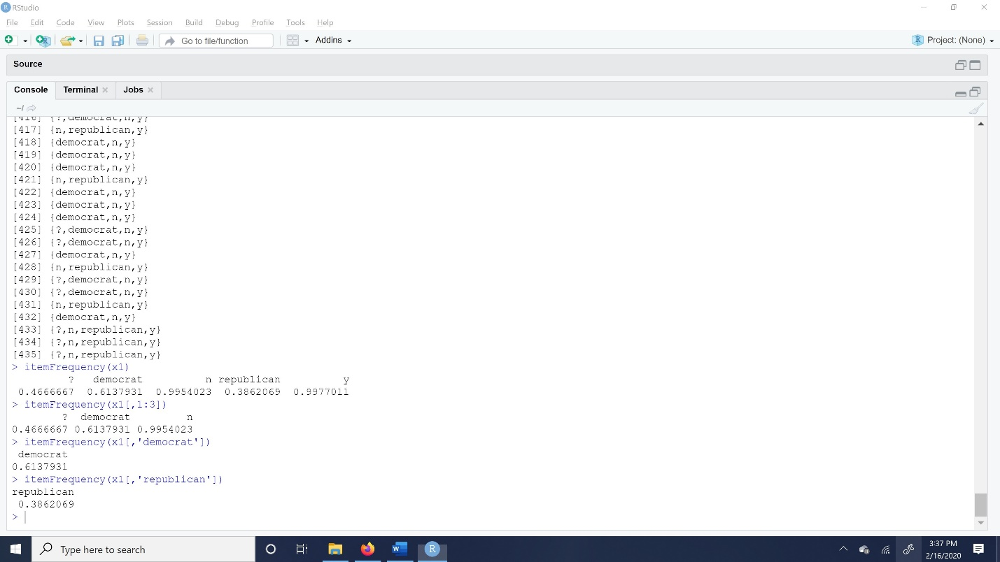 RStudio
File Edit Code View Plots Session Build Debug Profile Tools Help
Go to file/function Addins Project: (None)
Source
Console Terminal Jobs
~/
[416] {?,democrat,n,y}
[417] {n,republican,y}
[418] {democrat,n,y}
[419] {democrat,n,y}
[420] {democrat,n,y}
[421] {n,republican,y}
[422] {democrat,n,y}
[423] {democrat,n,y}
[424] {democrat,n,y}
[425] {?,democrat,n,y}
[426] {?,democrat,n,y}
[427] {democrat,n,y}
[428] {n,republican,y}
[429] {?,democrat,n,y}
[430] {?,democrat,n,y}
[431] {n,republican,y}
[432] {democrat,n,y}
[433] {?,n,republican,y}
[434] {?,n,republican,y}
[435] {?,n,republican,y}
> itemFrequency(x1)
? democrat n republican y
0.4666667 0.6137931 0.9954023 0.3862069 0.9977011
> itemFrequency(x1[,1:3])
? democrat n
0.4666667 0.6137931 0.9954023
> itemFrequency(x1[,'democrat'])
democrat
0.6137931
> itemFrequency(x1[,'republican'])
republican
0.3862069
>
Type here to search
3:37 PM
2/16/2020